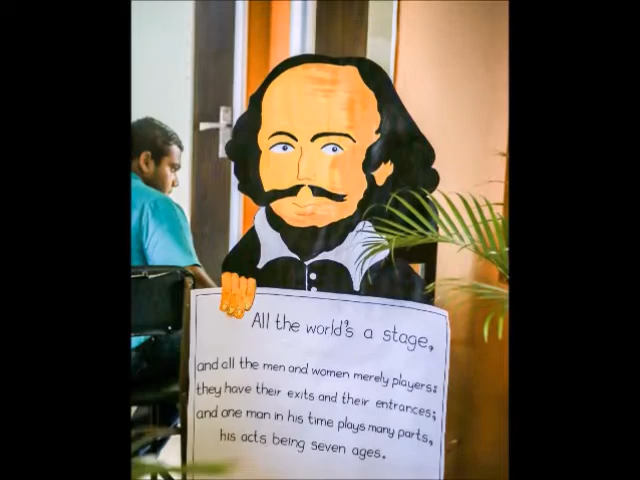 All the world's a stage,
and all the men and women merely players:
they have their exits and their entrances;
and one man in his time plays many parts,
his acts being seven ages.